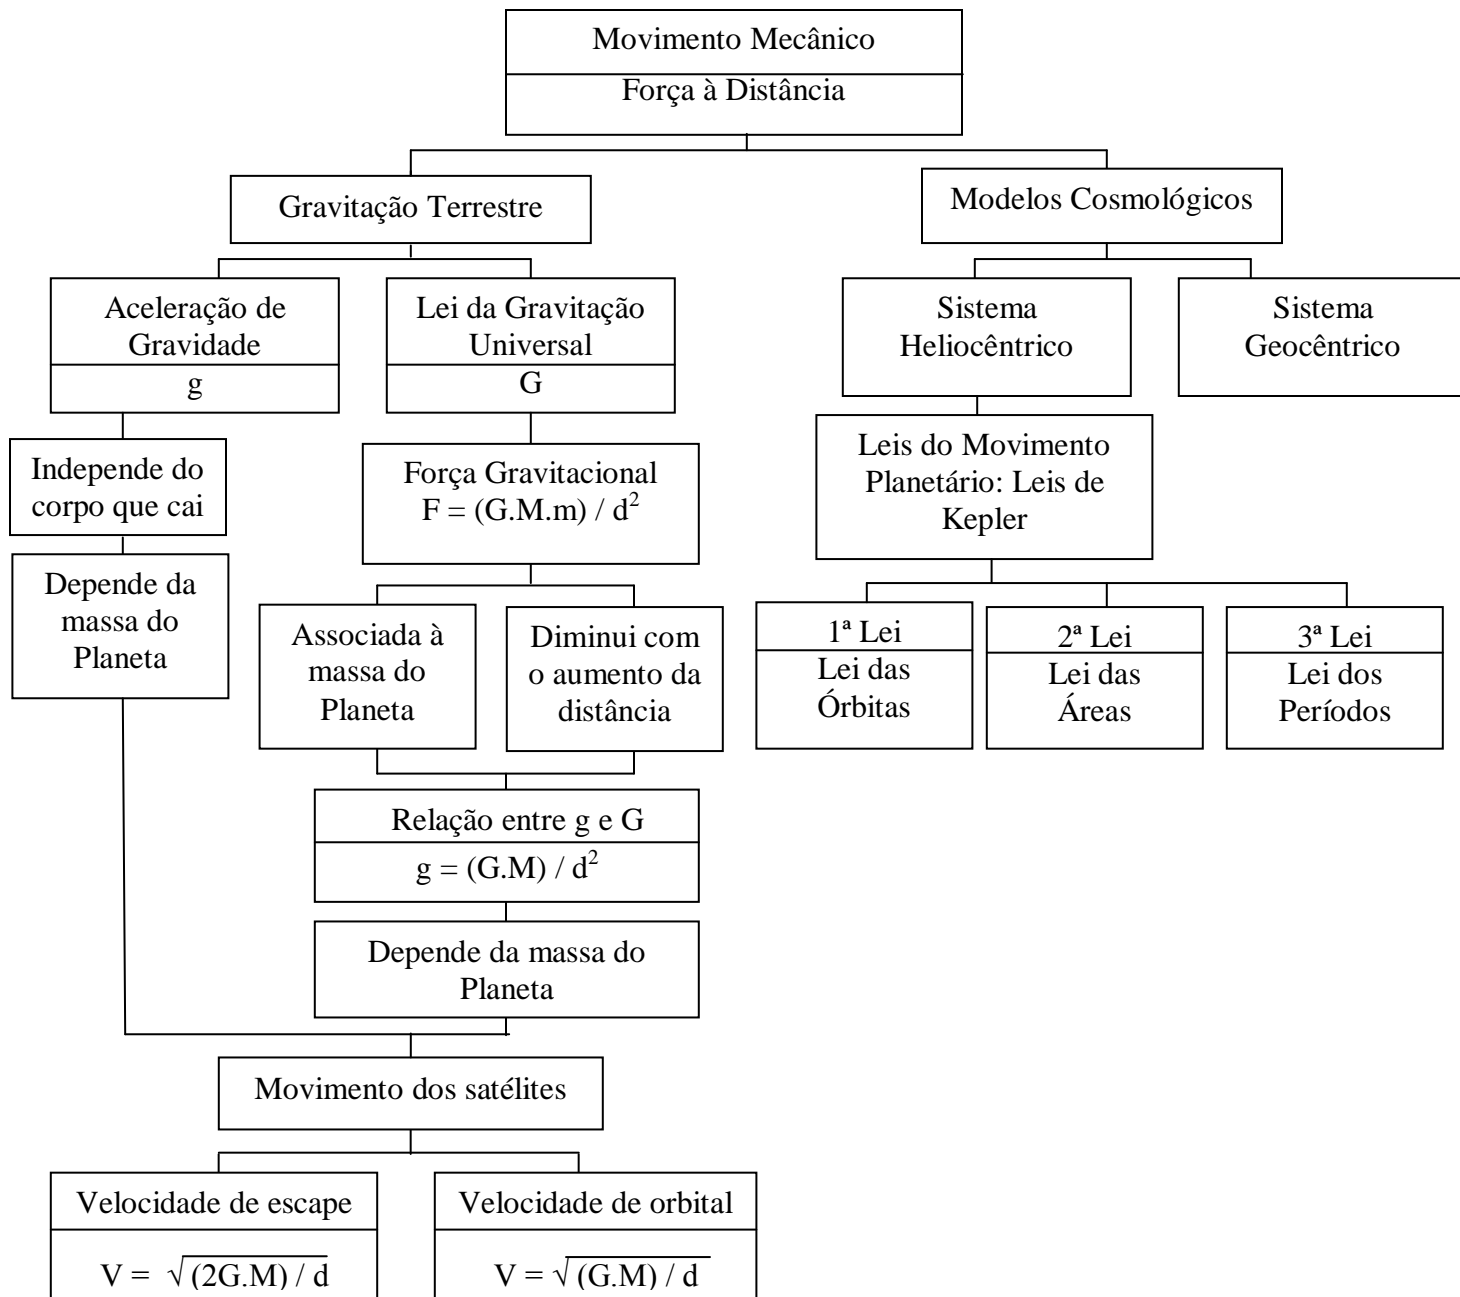 Movimento Mecânico
Força à Distância
Gravitação Terrestre
Modelos Cosmológicos
Aceleração de
Gravidade
g
Lei da Gravitação
Universal
G
Sistema
Heliocêntrico
Sistema
Geocêntrico
Independe do
corpo que cai
Força Gravitacional
F = (G.M.m) / d²
Leis do Movimento
Planetário: Leis de
Kepler
Depende da
massa do
Planeta
Associada à
massa do
Planeta
Diminui com
o aumento da
distância
1ª Lei
Lei das
Órbitas
2ª Lei
Lei das
Áreas
3ª Lei
Lei dos
Períodos
Relação entre g e G
g = (G.M) / d²
Depende da massa do
Planeta
Movimento dos satélites
Velocidade de escape
V = √(2G.M) / d
Velocidade de orbital
V = √(G.M) / d